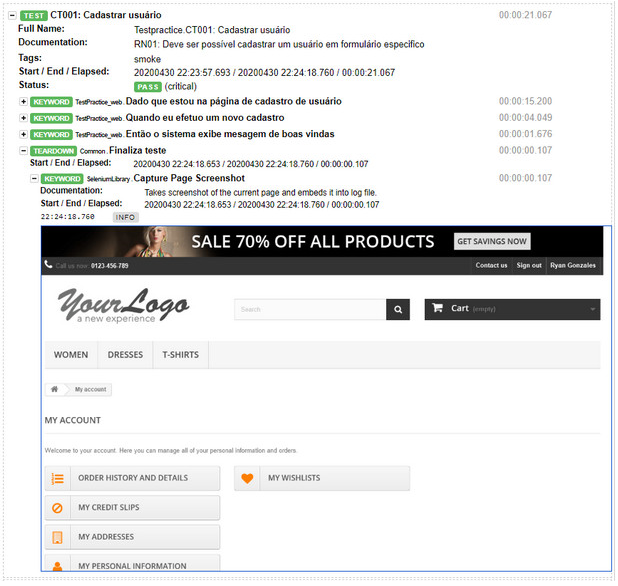 TEST CT001: Cadastrar usuário 00:00:21.067
Full Name: Testpractice.CT001: Cadastrar usuário
Documentation: RN01: Deve ser possível cadastrar um usuário em formulário especifico
Tags: smoke
Start / End / Elapsed: 20200430 22:23:57.693 / 20200430 22:24:18.760 / 00:00:21.067
Status: PASS (critical)
KEYWORD TestPractice_web. Dado que estou na página de cadastro de usuário 00:00:15.200
KEYWORD TestPractice_web. Quando eu efetuo um novo cadastro 00:00:04.049
KEYWORD TestPractice_web. Então o sistema exibe mesagem de boas vindas 00:00:01.676
TEARDOWN Common. Finaliza teste 00:00:00.107
Start / End / Elapsed: 20200430 22:24:18.653 / 20200430 22:24:18.760 / 00:00:00.107
KEYWORD SeleniumLibrary. Capture Page Screenshot 00:00:00.107
Documentation: Takes screenshot of the current page and embeds it into log file.
Start / End / Elapsed: 20200430 22:24:18.653 / 20200430 22:24:18.760 / 00:00:00.107
22:24:18.760 INFO
SALE 70% OFF ALL PRODUCTS GET SAVINGS NOW
Call us now: 0123-456-789 Contact us Sign out Ryan Gonzales
YourLogo
a new experience
Search
Cart (empty)
WOMEN DRESSES T-SHIRTS
My account
MY ACCOUNT
Welcome to your account. Here you can manage all of your personal information and orders.
ORDER HISTORY AND DETAILS MY WISHLISTS
MY CREDIT SLIPS
MY ADDRESSES
MY PERSONAL INFORMATION